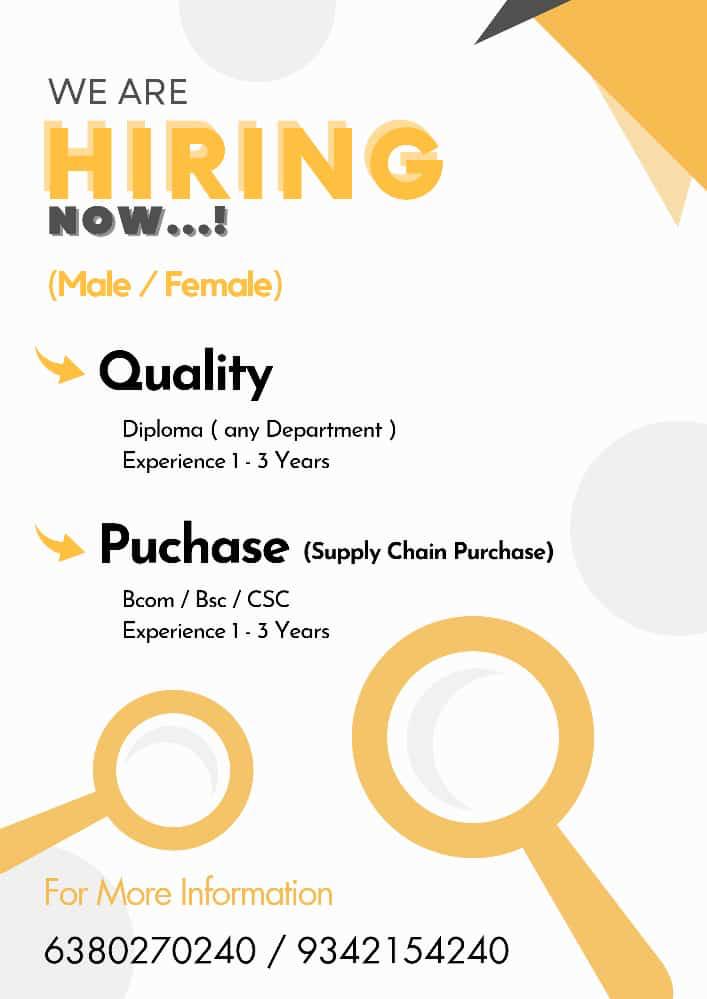 WE ARE
HIRING
NOW...!
(Male / Female)
Quality
Diploma ( any Department )
Experience 1 - 3 Years
Puchase (Supply Chain Purchase)
Bcom / Bsc / CSC
Experience 1 - 3 Years
For More Information
6380270240 / 9342154240